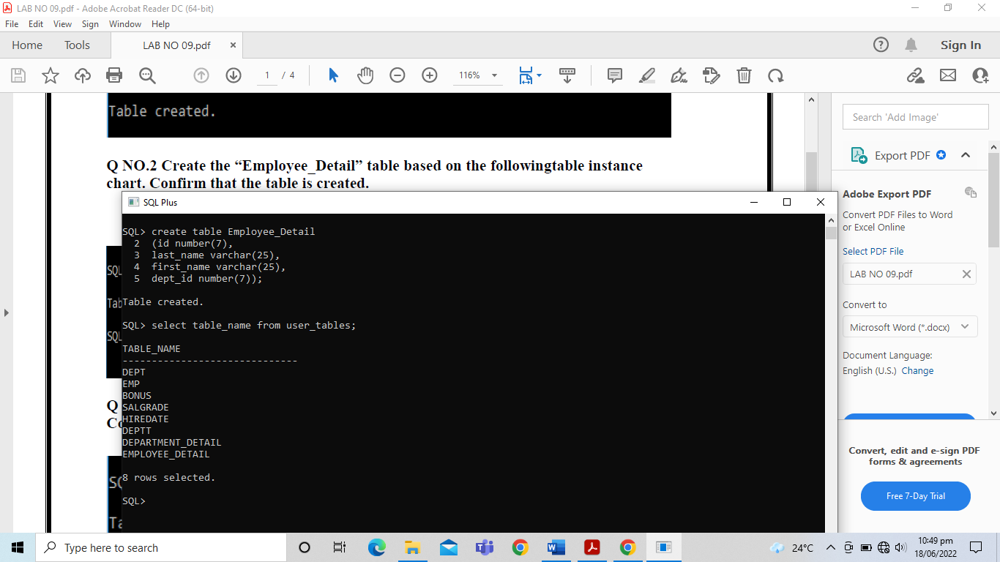 LAB NO 09.pdf - Adobe Acrobat Reader DC (64-bit)
File Edit View Sign Window Help
Home Tools LAB NO 09.pdf × Sign In
1 / 4 116%
Table created.
Q NO.2 Create the “Employee_Detail” table based on the followingtable instance
chart. Confirm that the table is created.
SQL Plus
SQL> create table Employee_Detail
2 (id number(7),
3 last_name varchar(25),
4 first_name varchar(25),
5 dept_id number(7));
Table created.
SQL> select table_name from user_tables;
TABLE_NAME
------------------------------
DEPT
EMP
BONUS
SALGRADE
HIREDATE
DEPTT
DEPARTMENT_DETAIL
EMPLOYEE_DETAIL
8 rows selected.
SQL>
SQL
Tab
SQL
Q
Co
SQ
Ta
Search 'Add Image'
Export PDF
Adobe Export PDF
Convert PDF Files to Word
or Excel Online
Select PDF File
LAB NO 09.pdf
Convert to
Microsoft Word (*.docx)
Document Language:
English (U.S.) Change
Convert, edit and e-sign PDF
forms & agreements
Free 7-Day Trial
Type here to search
24°C
10:49 pm
18/06/2022